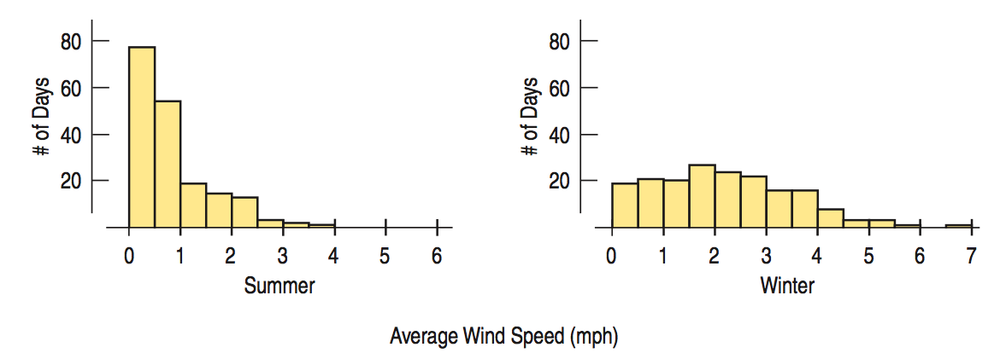 # of Days
80
60
40
20
0 1 2 3 4 5 6
Summer
# of Days
80
60
40
20
0 1 2 3 4 5 6 7
Winter
Average Wind Speed (mph)